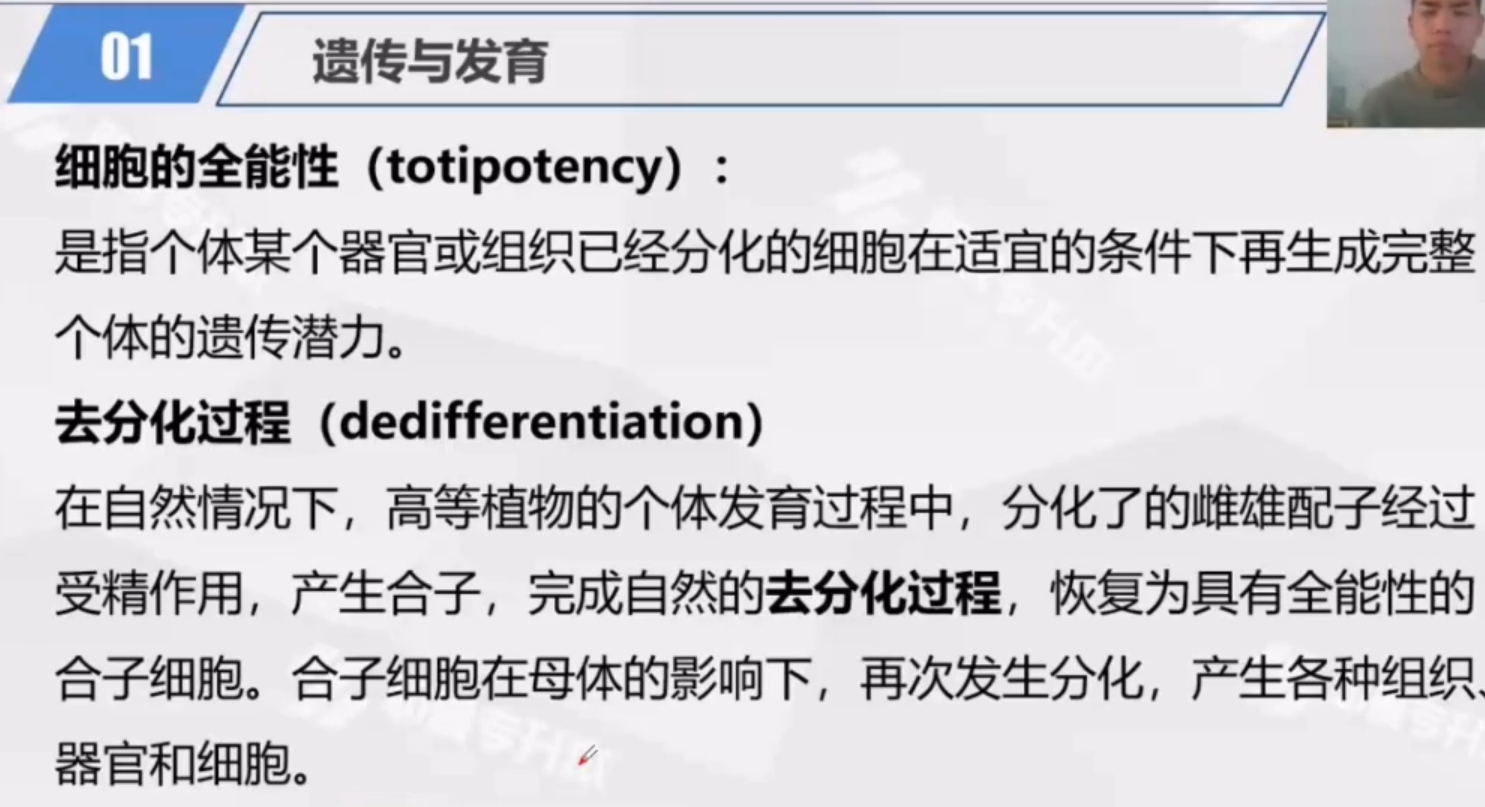 01 遗传与发育
细胞的全能性（totipotency）：
是指个体某个器官或组织已经分化的细胞在适宜的条件下再生成完整
个体的遗传潜力。
去分化过程（dedifferentiation）
在自然情况下，高等植物的个体发育过程中，分化了的雌雄配子经过
受精作用，产生合子，完成自然的去分化过程，恢复为具有全能性的
合子细胞。合子细胞在母体的影响下，再次发生分化，产生各种组织、
器官和细胞。